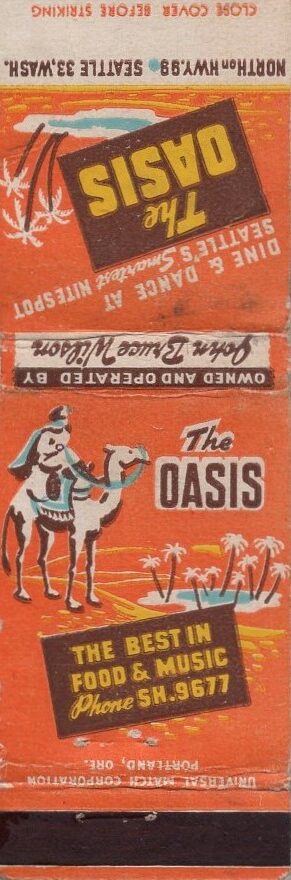 CLOSE COVER BEFORE STRIKING
NORTH on HWY. 99 • SEATTLE 33, WASH.
The
OASIS
DINE & DANCE AT
SEATTLE'S Smartest NITESPOT
OWNED AND OPERATED BY
John Bruce Wilson
The
OASIS
THE BEST IN
FOOD & MUSIC
Phone SH. 9677
UNIVERSAL MATCH CORPORATION
PORTLAND, ORE.